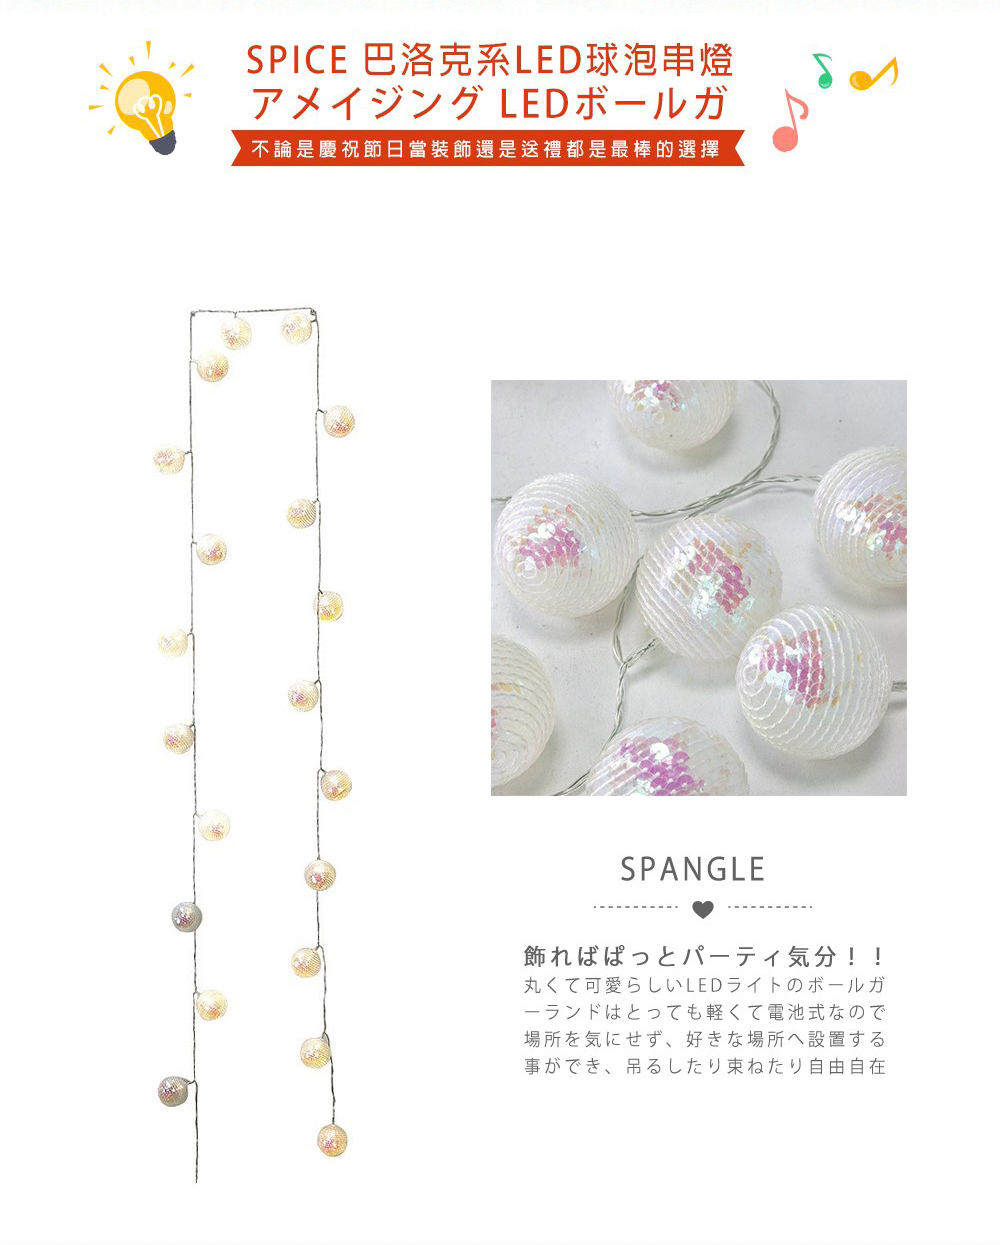 SPICE 巴洛克系LED球泡串燈
アメイジング LEDボールガ
不論是慶祝節日當裝飾還是送禮都是最棒的選擇
SPANGLE
飾ればぱっとパーティ気分！！
丸くて可愛らしいLEDライトのボールガ
ーランドはとっても軽くて電池式なので
場所を気にせず、好きな場所へ設置する
事ができ、吊るしたり束ねたり自由自在